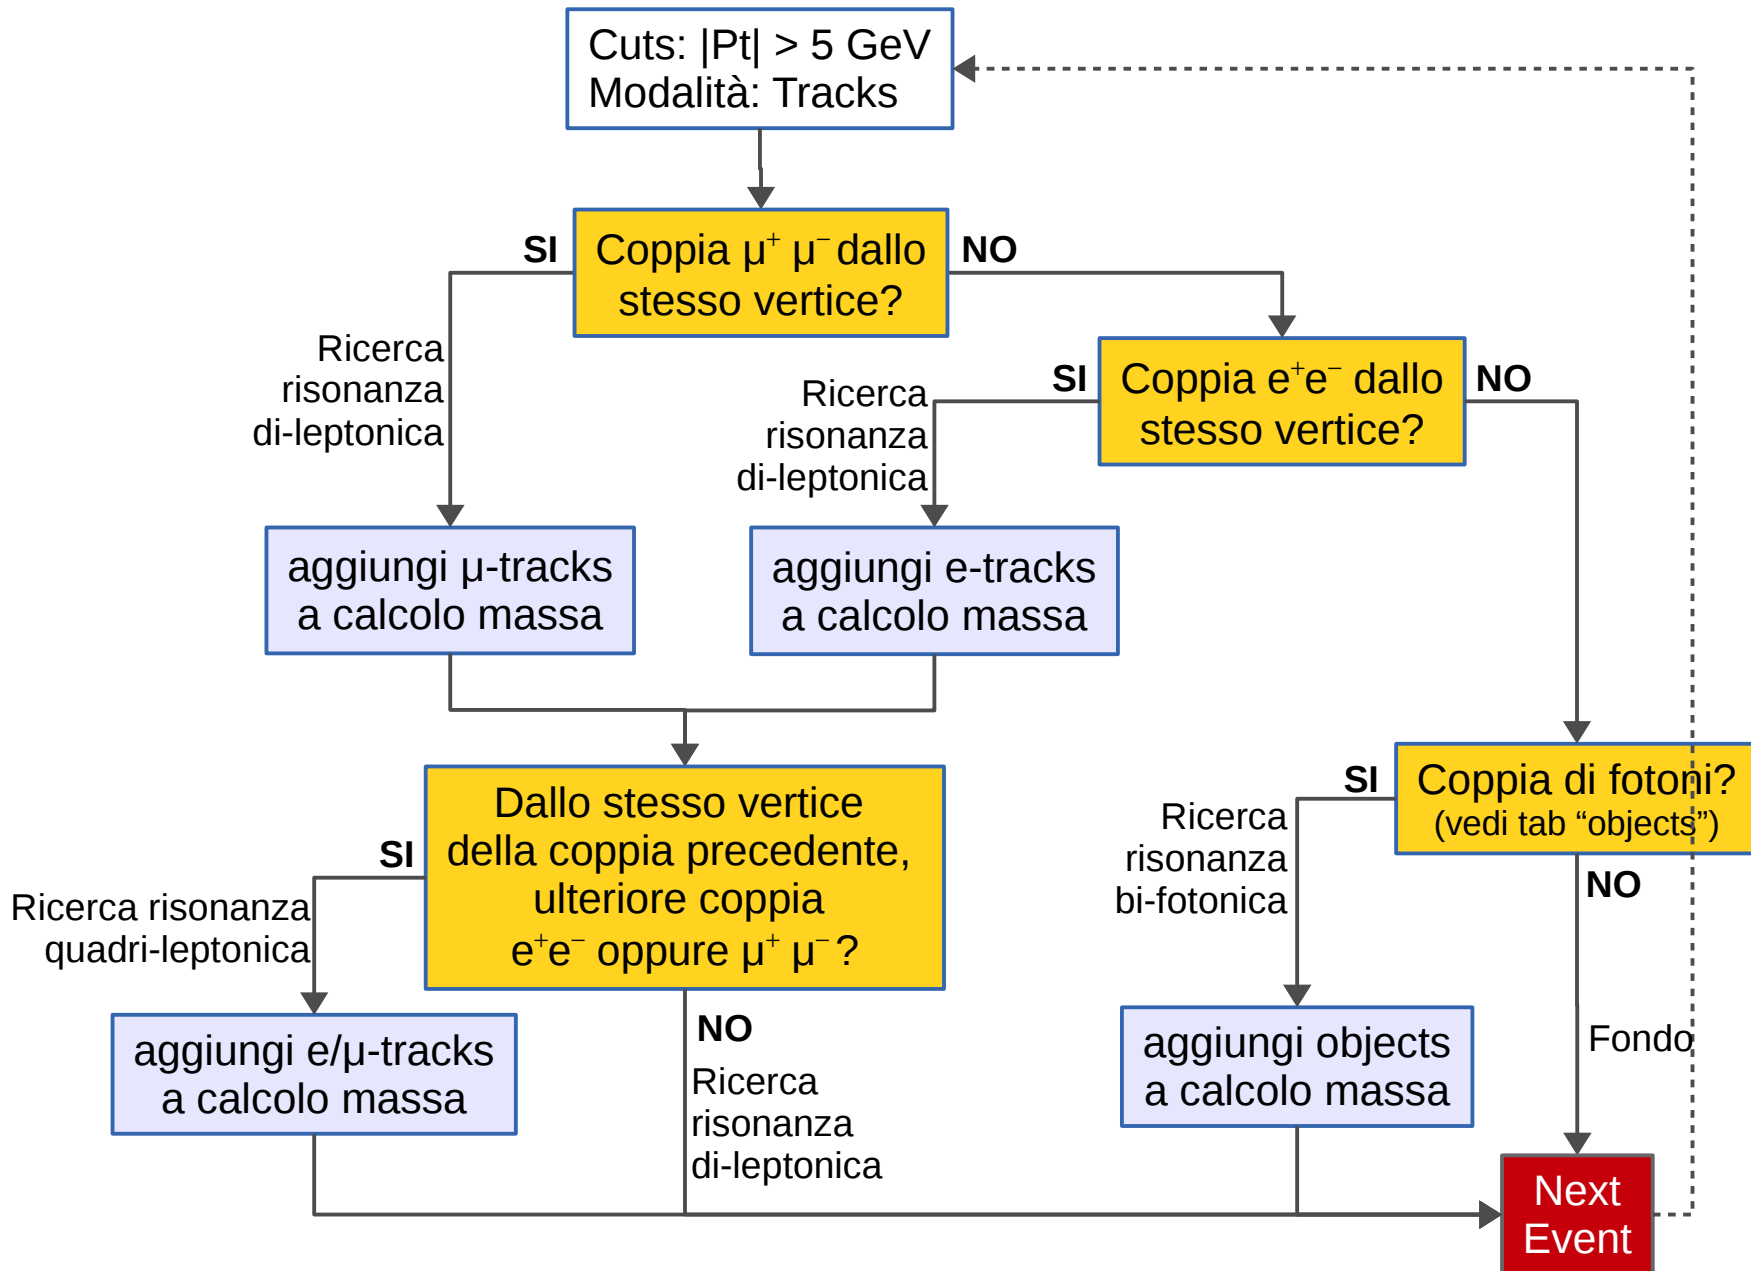 Cuts: |Pt| > 5 GeV
Modalità: Tracks
SI
Coppia μ⁺ μ⁻ dallo
stesso vertice?
NO
Ricerca
risonanza
di-leptonica
SI
Coppia e⁺e⁻ dallo
stesso vertice?
NO
Ricerca
risonanza
di-leptonica
aggiungi μ-tracks
a calcolo massa
aggiungi e-tracks
a calcolo massa
SI
Dallo stesso vertice
della coppia precedente,
ulteriore coppia
e⁺e⁻ oppure μ⁺ μ⁻ ?
SI
Coppia di fotoni?
(vedi tab “objects”)
Ricerca
risonanza
bi-fotonica
NO
Ricerca risonanza
quadri-leptonica
aggiungi e/μ-tracks
a calcolo massa
NO
Ricerca
risonanza
di-leptonica
aggiungi objects
a calcolo massa
Fondo
Next
Event